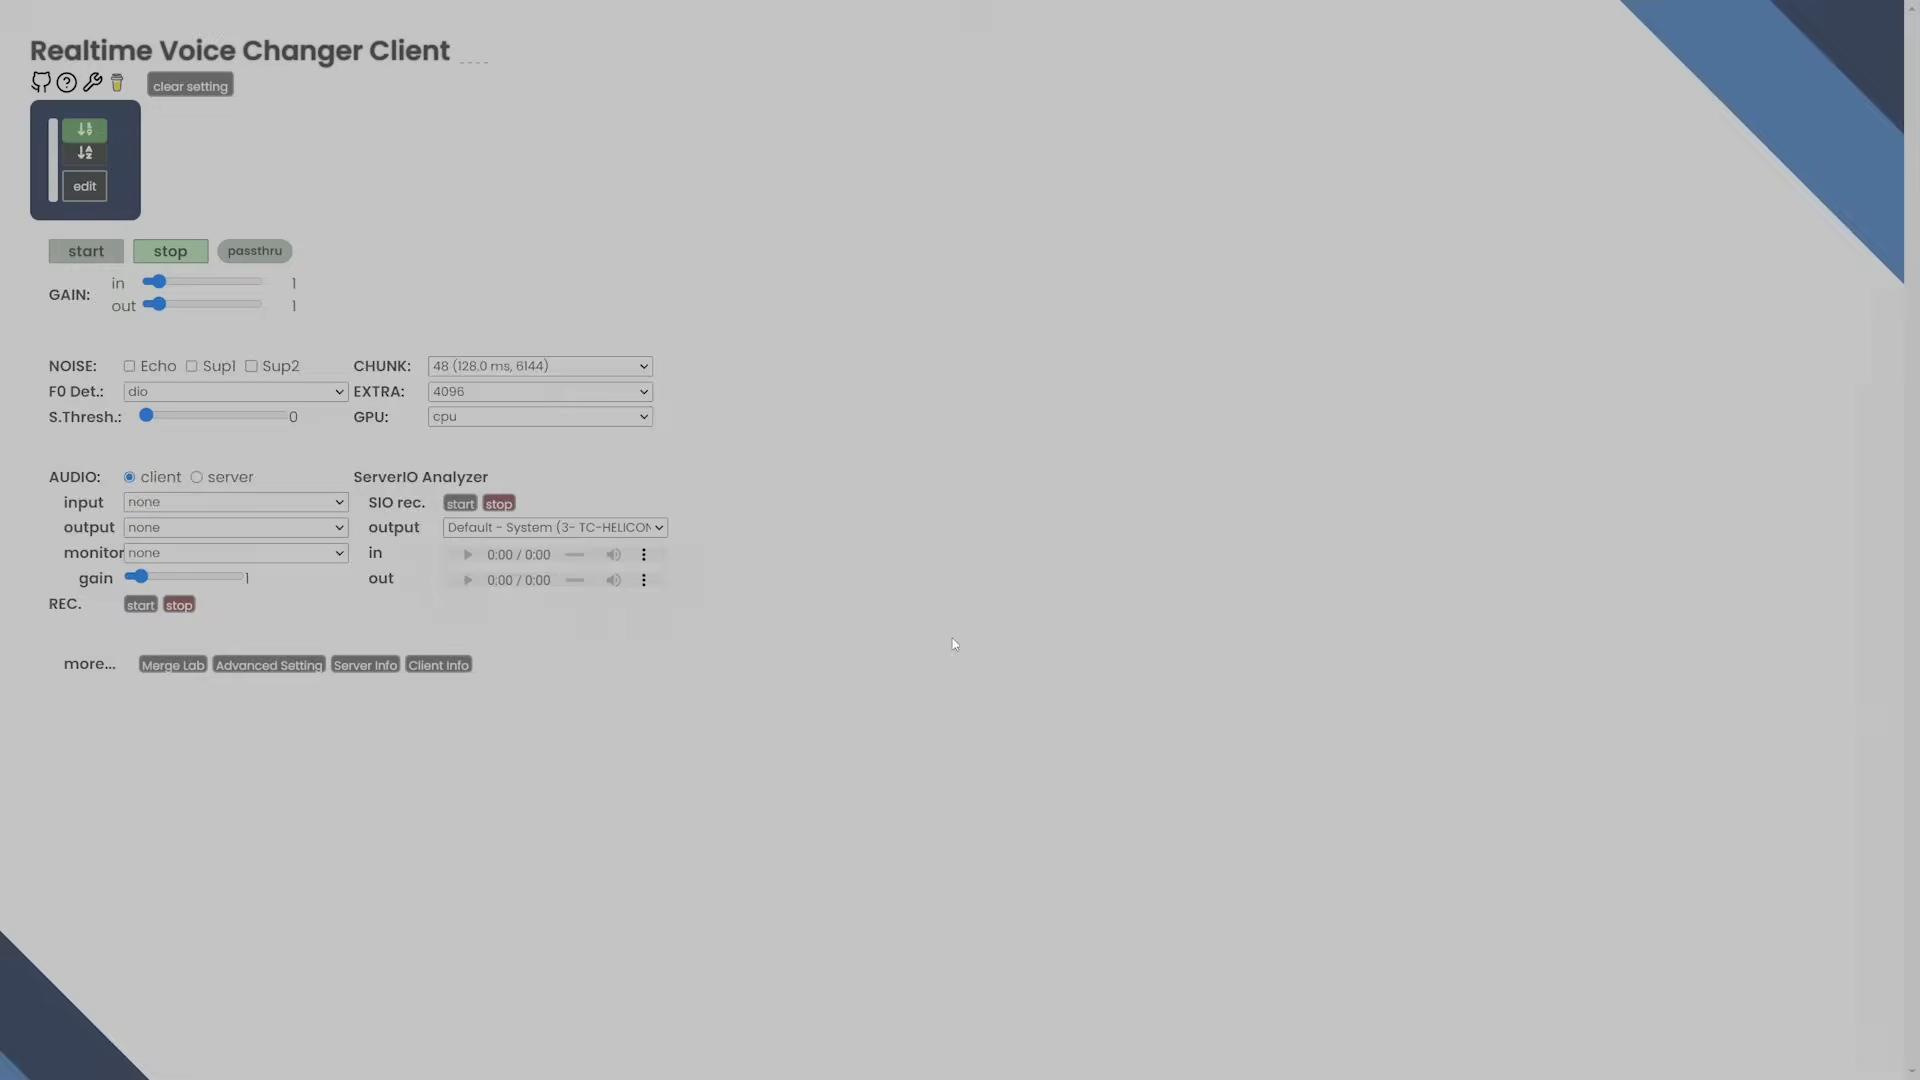 Realtime Voice Changer Client
clear setting
edit
start stop passthru
GAIN: in 1
out 1
NOISE: Echo Sup1 Sup2 CHUNK: 48 (128.0 ms, 6144)
F0 Det.: dio EXTRA: 4096
S.Thresh.: 0 GPU: cpu
AUDIO: client server ServerIO Analyzer
input none SIO rec. start stop
output none output Default - System (3- TC-HELICON
monitor none in 0:00 / 0:00
gain 1 out 0:00 / 0:00
REC. start stop
more... Merge Lab Advanced Setting Server Info Client Info